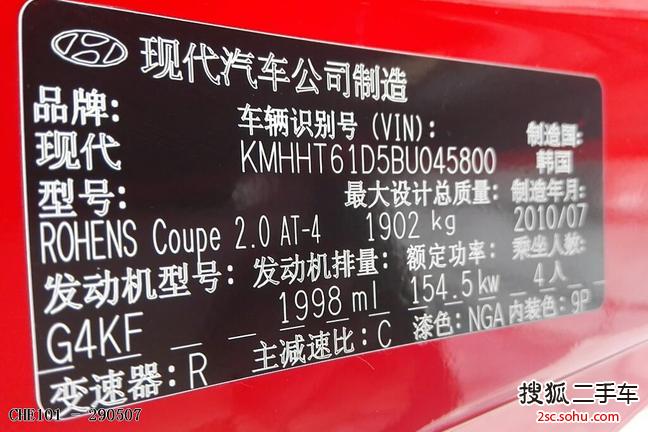 现代汽车公司制造
品牌: 车辆识别号 (VIN): 制造国:
现代 KMHHT61D5BU045800 韩国
型号: 最大设计总质量: 制造年月:
ROHENS Coupe 2.0 AT-4 1902 kg 2010/07
发动机型号: 发动机排量: 额定功率: 乘坐人数:
G4KF 1998 ml 154.5 kw 4人
变速器: R 主减速比: C 漆色: NGA 内装色: 9P
CHE101 - 290507
搜狐二手车
2sc.sohu.com